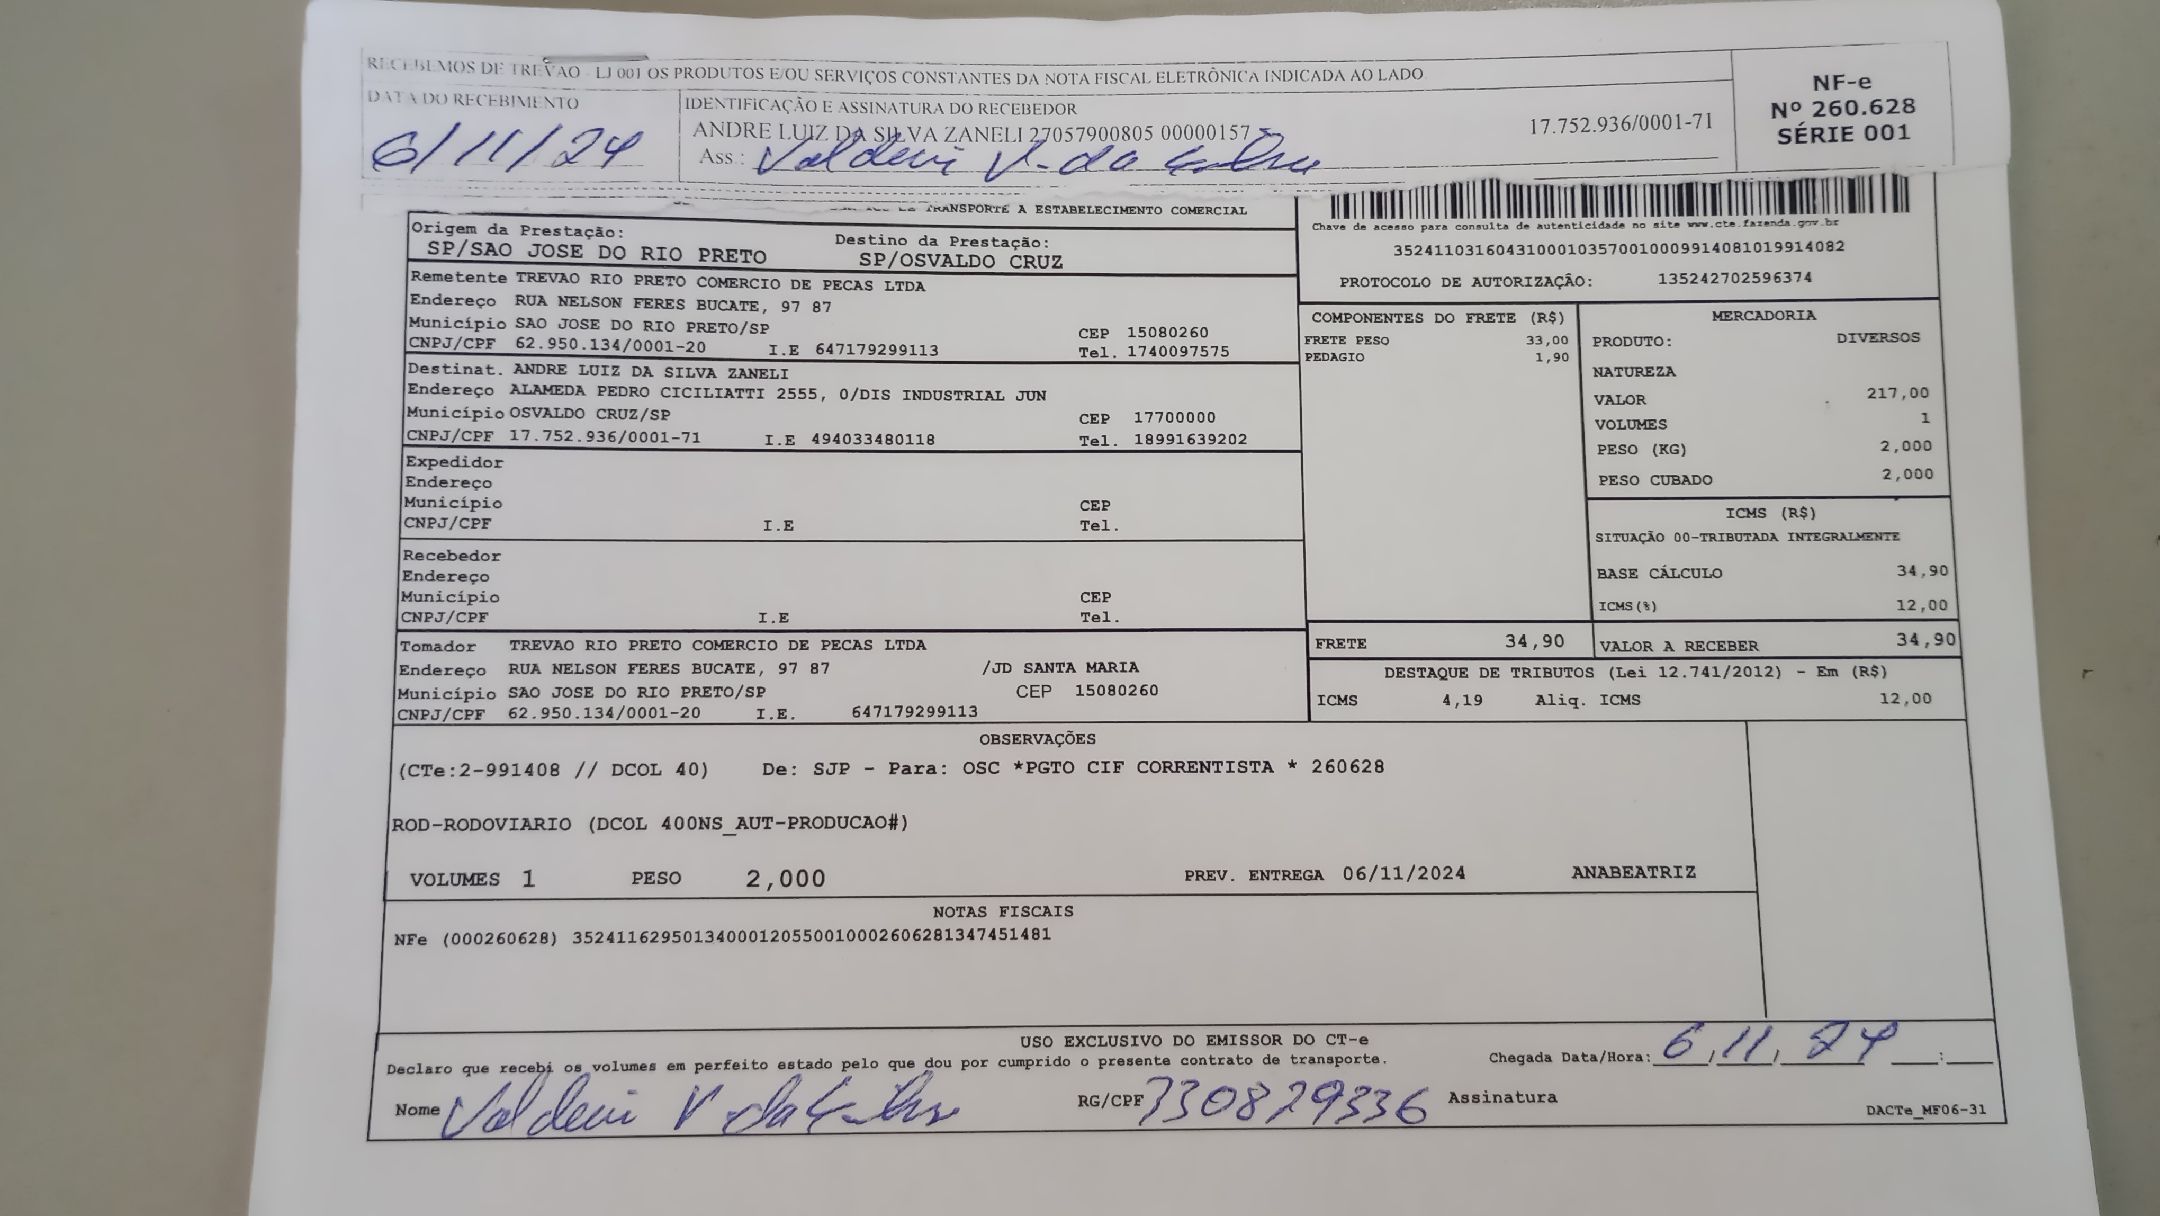 RECEBEMOS DE TREVAO - LJ 001 OS PRODUTOS E/OU SERVIÇOS CONSTANTES DA NOTA FISCAL ELETRÔNICA INDICADA AO LADO
DATA DO RECEBIMENTO
6/11/24
IDENTIFICAÇÃO E ASSINATURA DO RECEBEDOR
ANDRE LUIZ DA SILVA ZANELI 27057900805 00000157
17.752.936/0001-71
Ass.: Valdeni V. da Silva
NF-e
Nº 260.628
SÉRIE 001
TRANSPORTE A ESTABELECIMENTO COMERCIAL
Origem da Prestação:
SP/SAO JOSE DO RIO PRETO
Destino da Prestação:
SP/OSVALDO CRUZ
Chave de acesso para consulta de autenticidade no site www.cte.fazenda.gov.br
35241103160431000103570010009914081019914082
PROTOCOLO DE AUTORIZAÇÃO: 135242702596374
Remetente TREVAO RIO PRETO COMERCIO DE PECAS LTDA
Endereço RUA NELSON FERES BUCATE, 97 87
Município SAO JOSE DO RIO PRETO/SP CEP 15080260
CNPJ/CPF 62.950.134/0001-20 I.E 647179299113 Tel. 1740097575
Destinat. ANDRE LUIZ DA SILVA ZANELI
Endereço ALAMEDA PEDRO CICILIATTI 2555, 0/DIS INDUSTRIAL JUN
Município OSVALDO CRUZ/SP CEP 17700000
CNPJ/CPF 17.752.936/0001-71 I.E 494033480118 Tel. 18991639202
Expedidor
Endereço
Município CEP
CNPJ/CPF I.E Tel.
Recebedor
Endereço
Município CEP
CNPJ/CPF I.E Tel.
Tomador TREVAO RIO PRETO COMERCIO DE PECAS LTDA
Endereço RUA NELSON FERES BUCATE, 97 87 /JD SANTA MARIA
Município SAO JOSE DO RIO PRETO/SP CEP 15080260
CNPJ/CPF 62.950.134/0001-20 I.E. 647179299113
COMPONENTES DO FRETE (R$)
FRETE PESO 33,00
PEDAGIO 1,90
MERCADORIA
PRODUTO: DIVERSOS
NATUREZA
VALOR 217,00
VOLUMES 1
PESO (KG) 2,000
PESO CUBADO 2,000
ICMS (R$)
SITUAÇÃO 00-TRIBUTADA INTEGRALMENTE
BASE CÁLCULO 34,90
ICMS(%) 12,00
FRETE 34,90 VALOR A RECEBER 34,90
DESTAQUE DE TRIBUTOS (Lei 12.741/2012) - Em (R$)
ICMS 4,19 Aliq. ICMS 12,00
OBSERVAÇÕES
(CTe:2-991408 // DCOL 40) De: SJP - Para: OSC *PGTO CIF CORRENTISTA * 260628
ROD-RODOVIARIO (DCOL 400NS_AUT-PRODUCAO#)
VOLUMES 1 PESO 2,000 PREV. ENTREGA 06/11/2024 ANABEATRIZ
NOTAS FISCAIS
NFe (000260628) 35241162950134000120550010002606281347451481
USO EXCLUSIVO DO EMISSOR DO CT-e
Declaro que recebi os volumes em perfeito estado pelo que dou por cumprido o presente contrato de transporte.
Chegada Data/Hora: 6/11/24 :
Nome Valdeni V da Silva RG/CPF 730829336 Assinatura
DACTe_MF06-31